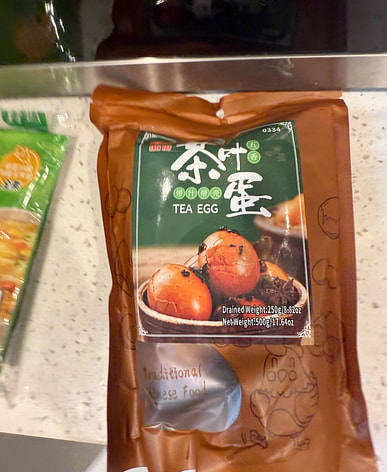 0334
茶叶蛋
五香
TEA EGG
Drained Weight:250g/8.82oz
Net Weight:500g/17.64oz
Traditional
Chinese Food